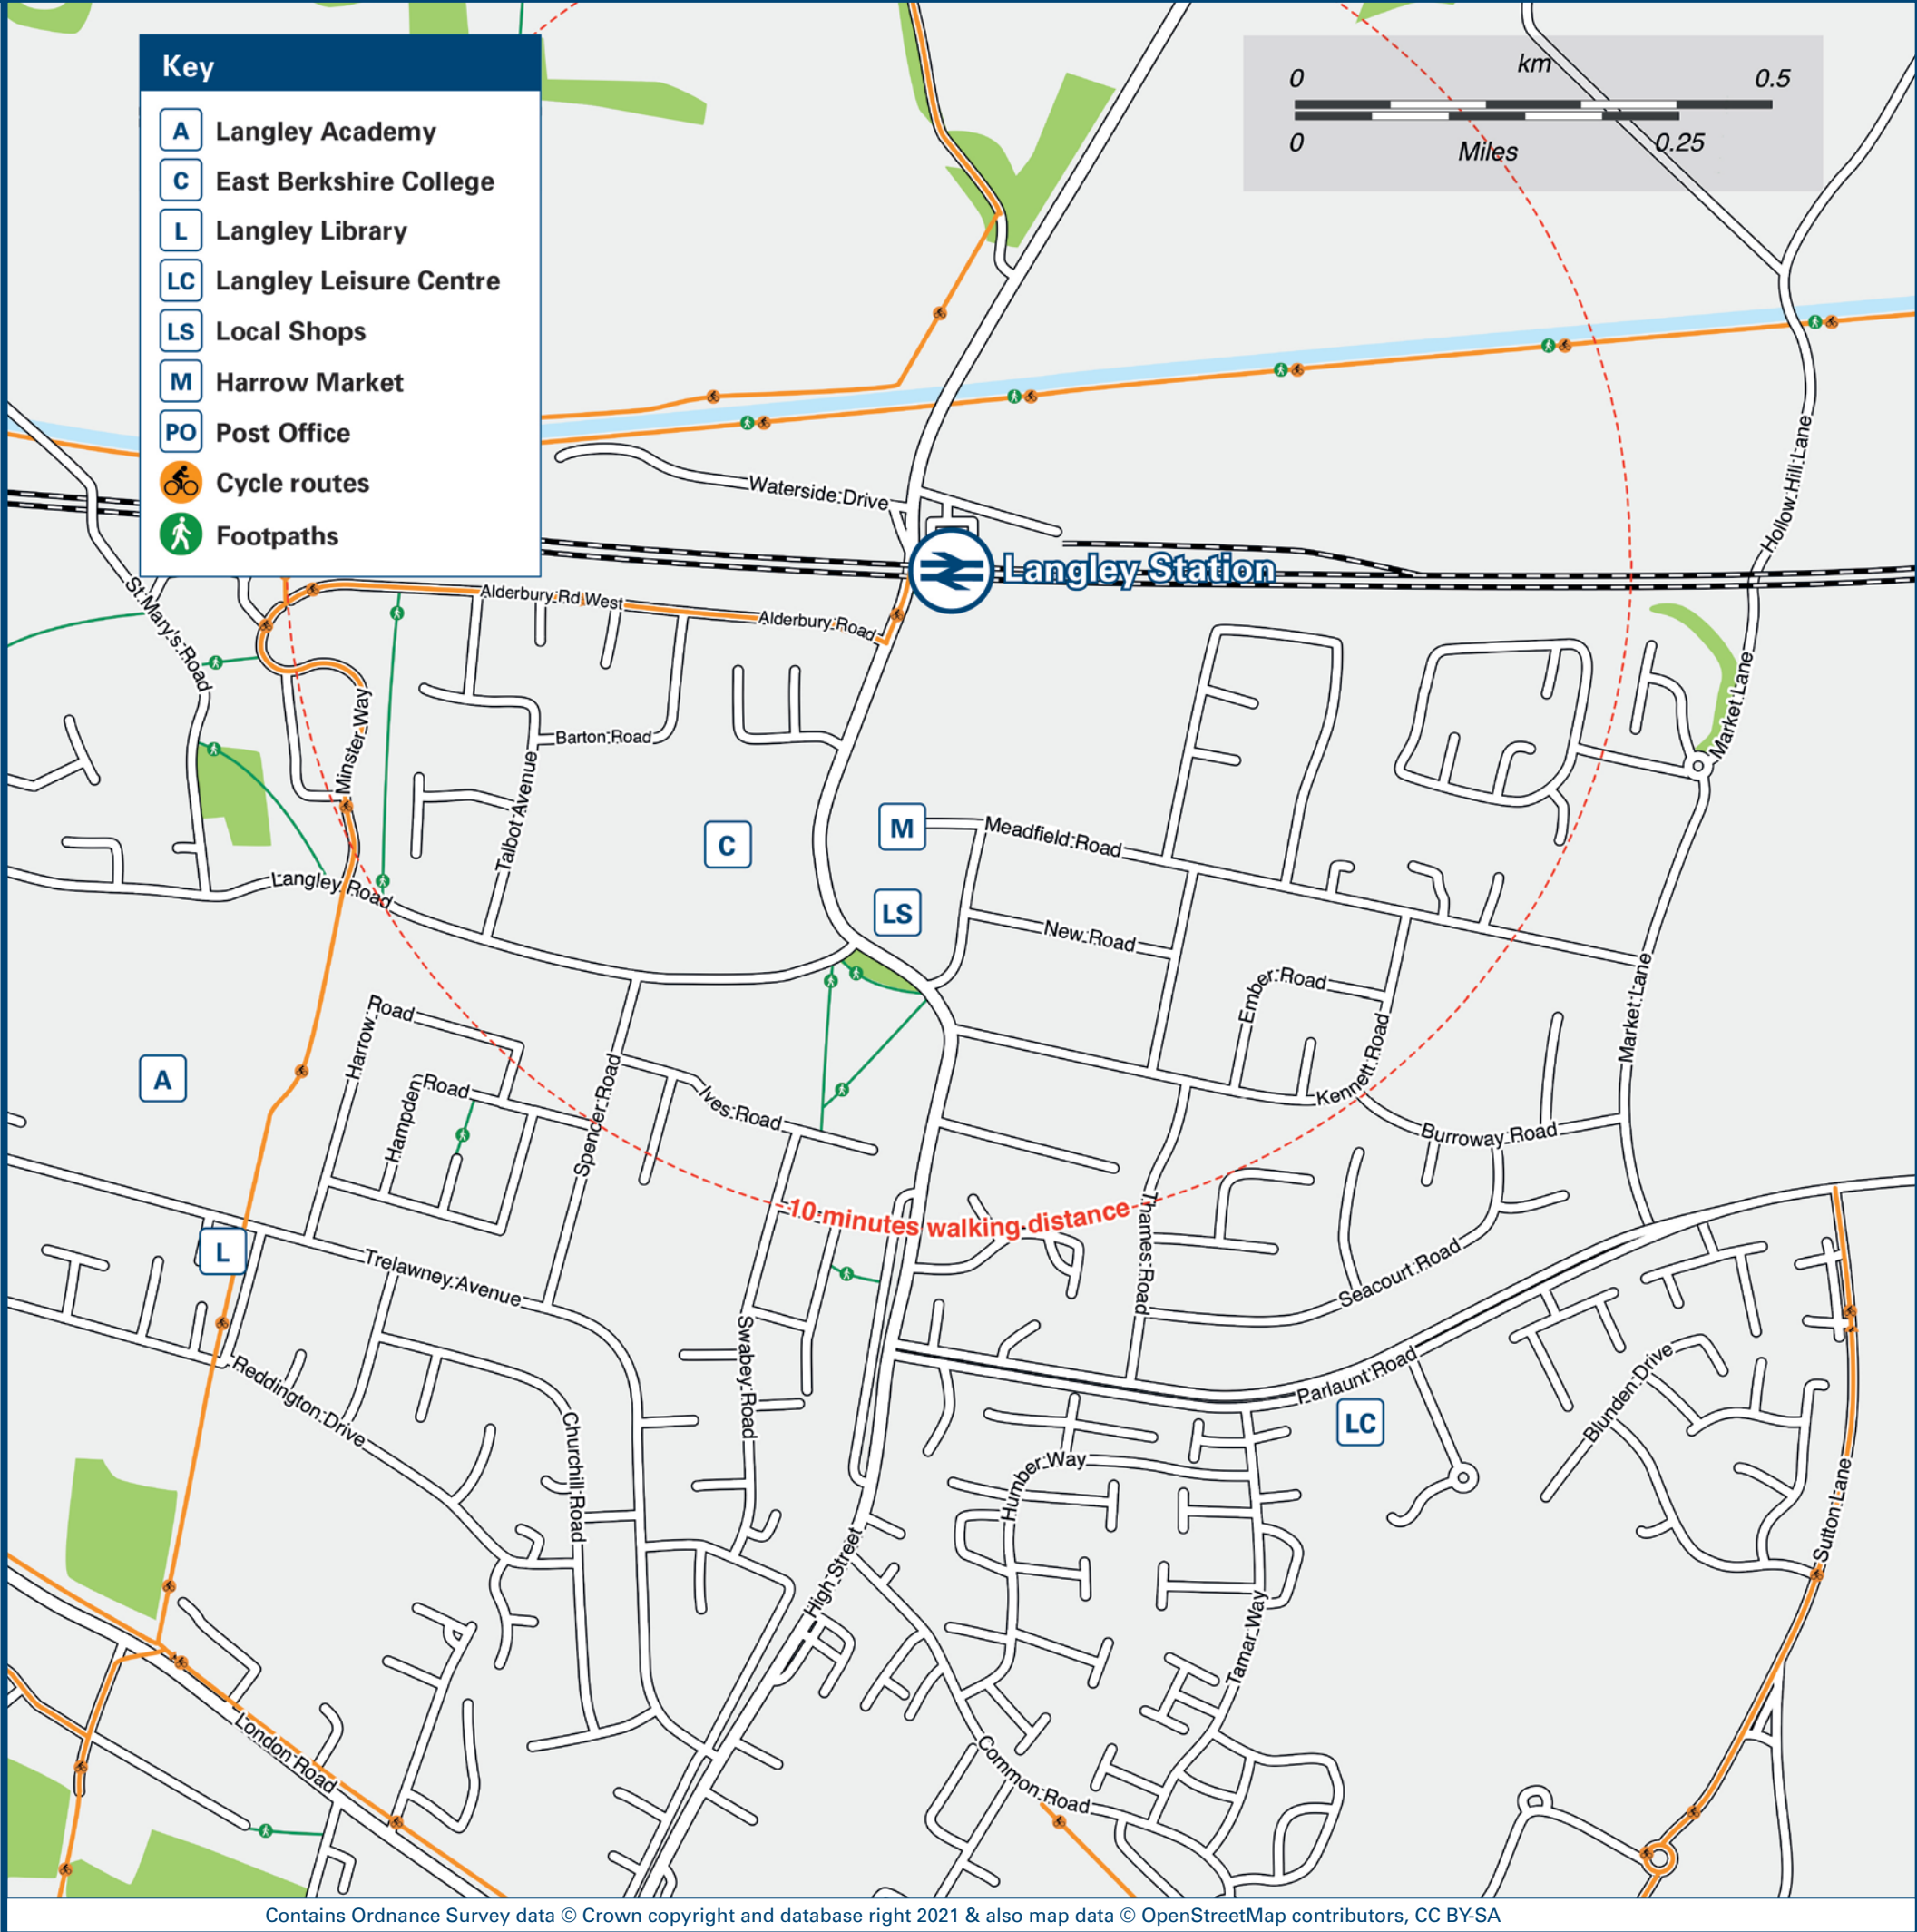 Key
A Langley Academy
C East Berkshire College
L Langley Library
LC Langley Leisure Centre
LS Local Shops
M Harrow Market
PO Post Office
Cycle routes
Footpaths
km
0 0.5
0 0.25
Miles
Hollow Hill Lane
Waterside Drive
Langley Station
St Mary's Road
Alderbury Rd West
Alderbury Road
Market Lane
Minster Way
Barton Road
Talbot Avenue
C
M
Meadfield Road
Langley Road
LS
New Road
Ember Road
Market Lane
Harrow Road
A
Hampden Road
Spencer Road
Ives Road
Kennett Road
Burroway Road
10 minutes walking distance
Thames Road
L
Trelawney Avenue
Seacourt Road
Swabey Road
Parlaunt Road
LC
Blunden Drive
Reddington Drive
Churchill Road
Humber Way
Sutton Lane
High Street
Tamar Way
London Road
Common Road
Contains Ordnance Survey data © Crown copyright and database right 2021 & also map data © OpenStreetMap contributors, CC BY-SA